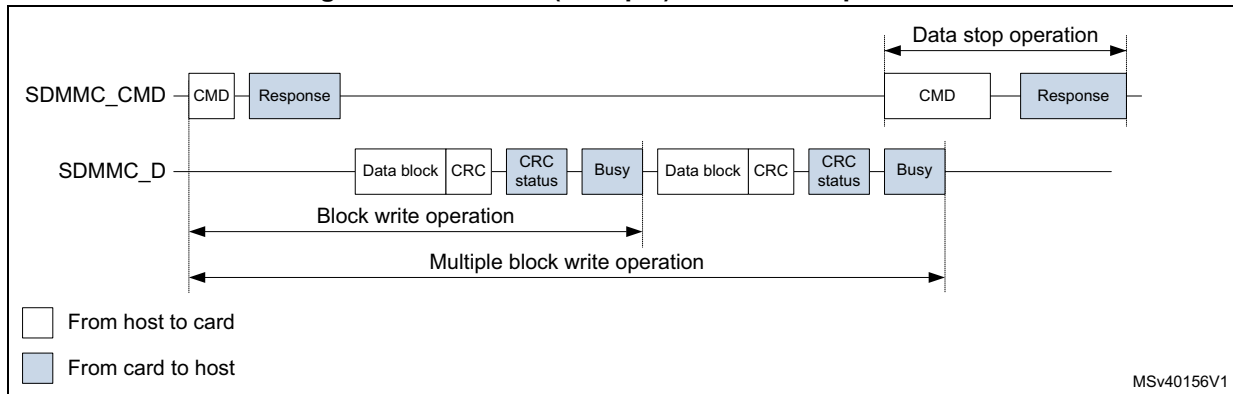 Data stop operation
SDMMC_CMD CMD Response CMD Response
SDMMC_D Data block CRC CRC status Busy Data block CRC CRC status Busy
Block write operation
Multiple block write operation
From host to card
From card to host
MSv40156V1